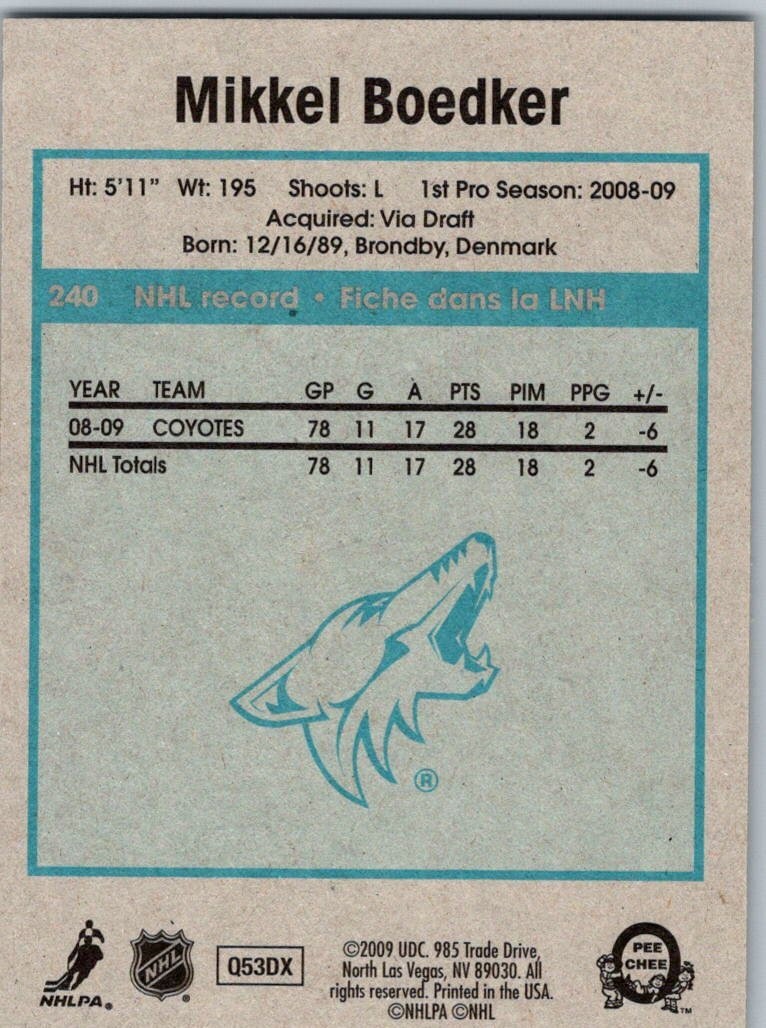 Mikkel Boedker
Ht: 5'11" Wt: 195 Shoots: L 1st Pro Season: 2008-09
Acquired: Via Draft
Born: 12/16/89, Brondby, Denmark
240 NHL record • Fiche dans la LNH
YEAR TEAM GP G A PTS PIM PPG +/-
08-09 COYOTES 78 11 17 28 18 2 -6
NHL Totals 78 11 17 28 18 2 -6
®
NHLPA®
NHL ®
Q53DX
©2009 UDC. 985 Trade Drive,
North Las Vegas, NV 89030. All
rights reserved. Printed in the USA.
©NHLPA ©NHL
O PEE
CHEE
TM